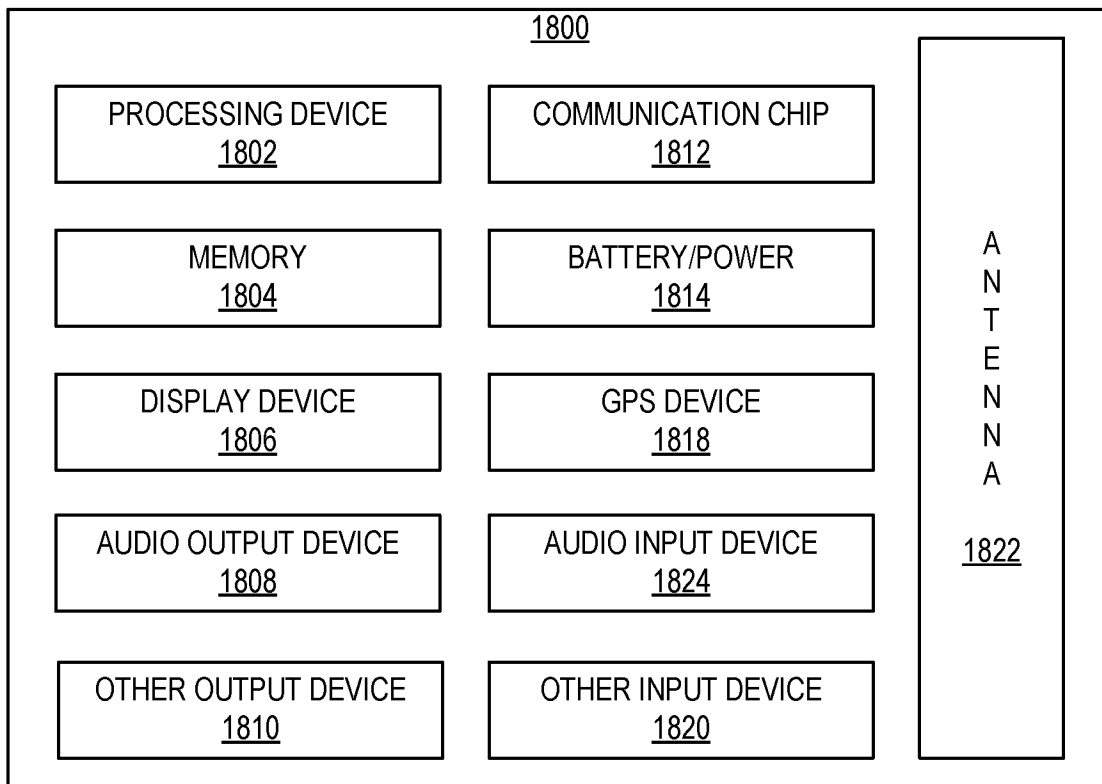 1800
PROCESSING DEVICE
1802
COMMUNICATION CHIP
1812
MEMORY
1804
BATTERY/POWER
1814
DISPLAY DEVICE
1806
GPS DEVICE
1818
AUDIO OUTPUT DEVICE
1808
AUDIO INPUT DEVICE
1824
OTHER OUTPUT DEVICE
1810
OTHER INPUT DEVICE
1820
ANTENNA
1822